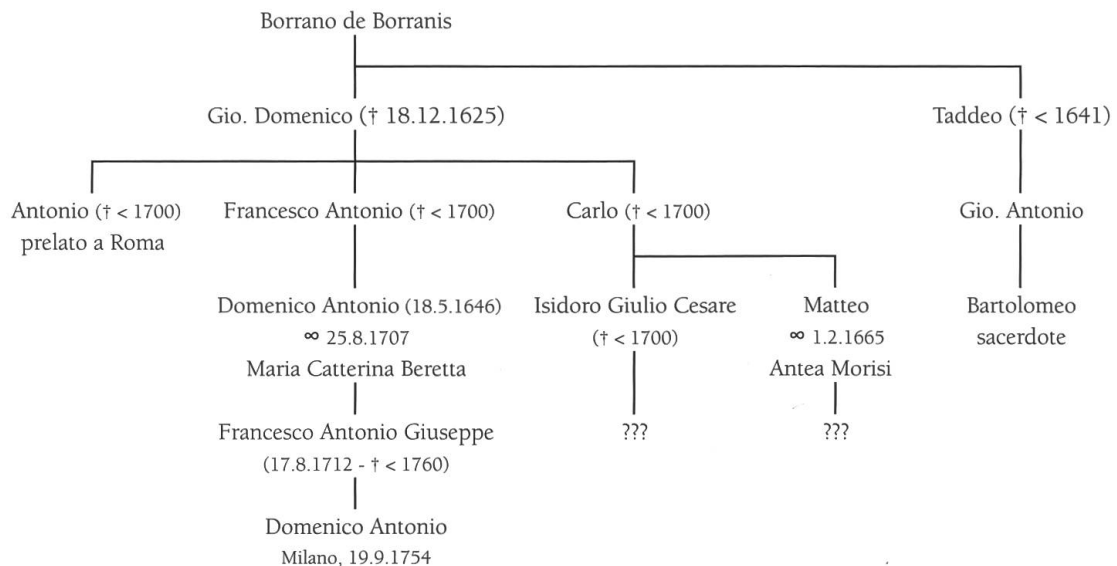 Borrano de Borranis
Gio. Domenico († 18.12.1625)
Taddeo († < 1641)
Antonio († < 1700)
prelato a Roma
Francesco Antonio († < 1700)
Carlo († < 1700)
Gio. Antonio
Domenico Antonio (18.5.1646)
∞ 25.8.1707
Maria Catterina Beretta
Isidoro Giulio Cesare
(† < 1700)
Matteo
∞ 1.2.1665
Antea Morisi
Bartolomeo
sacerdote
Francesco Antonio Giuseppe
(17.8.1712 - † < 1760)
???
???
Domenico Antonio
Milano, 19.9.1754